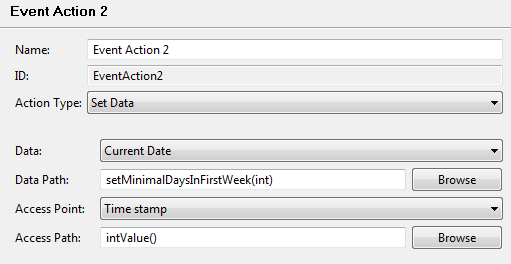 Event Action 2
Name: Event Action 2
ID: EventAction2
Action Type: Set Data
Data: Current Date
Data Path: setMinimalDaysInFirstWeek(int) Browse
Access Point: Time stamp
Access Path: intValue() Browse